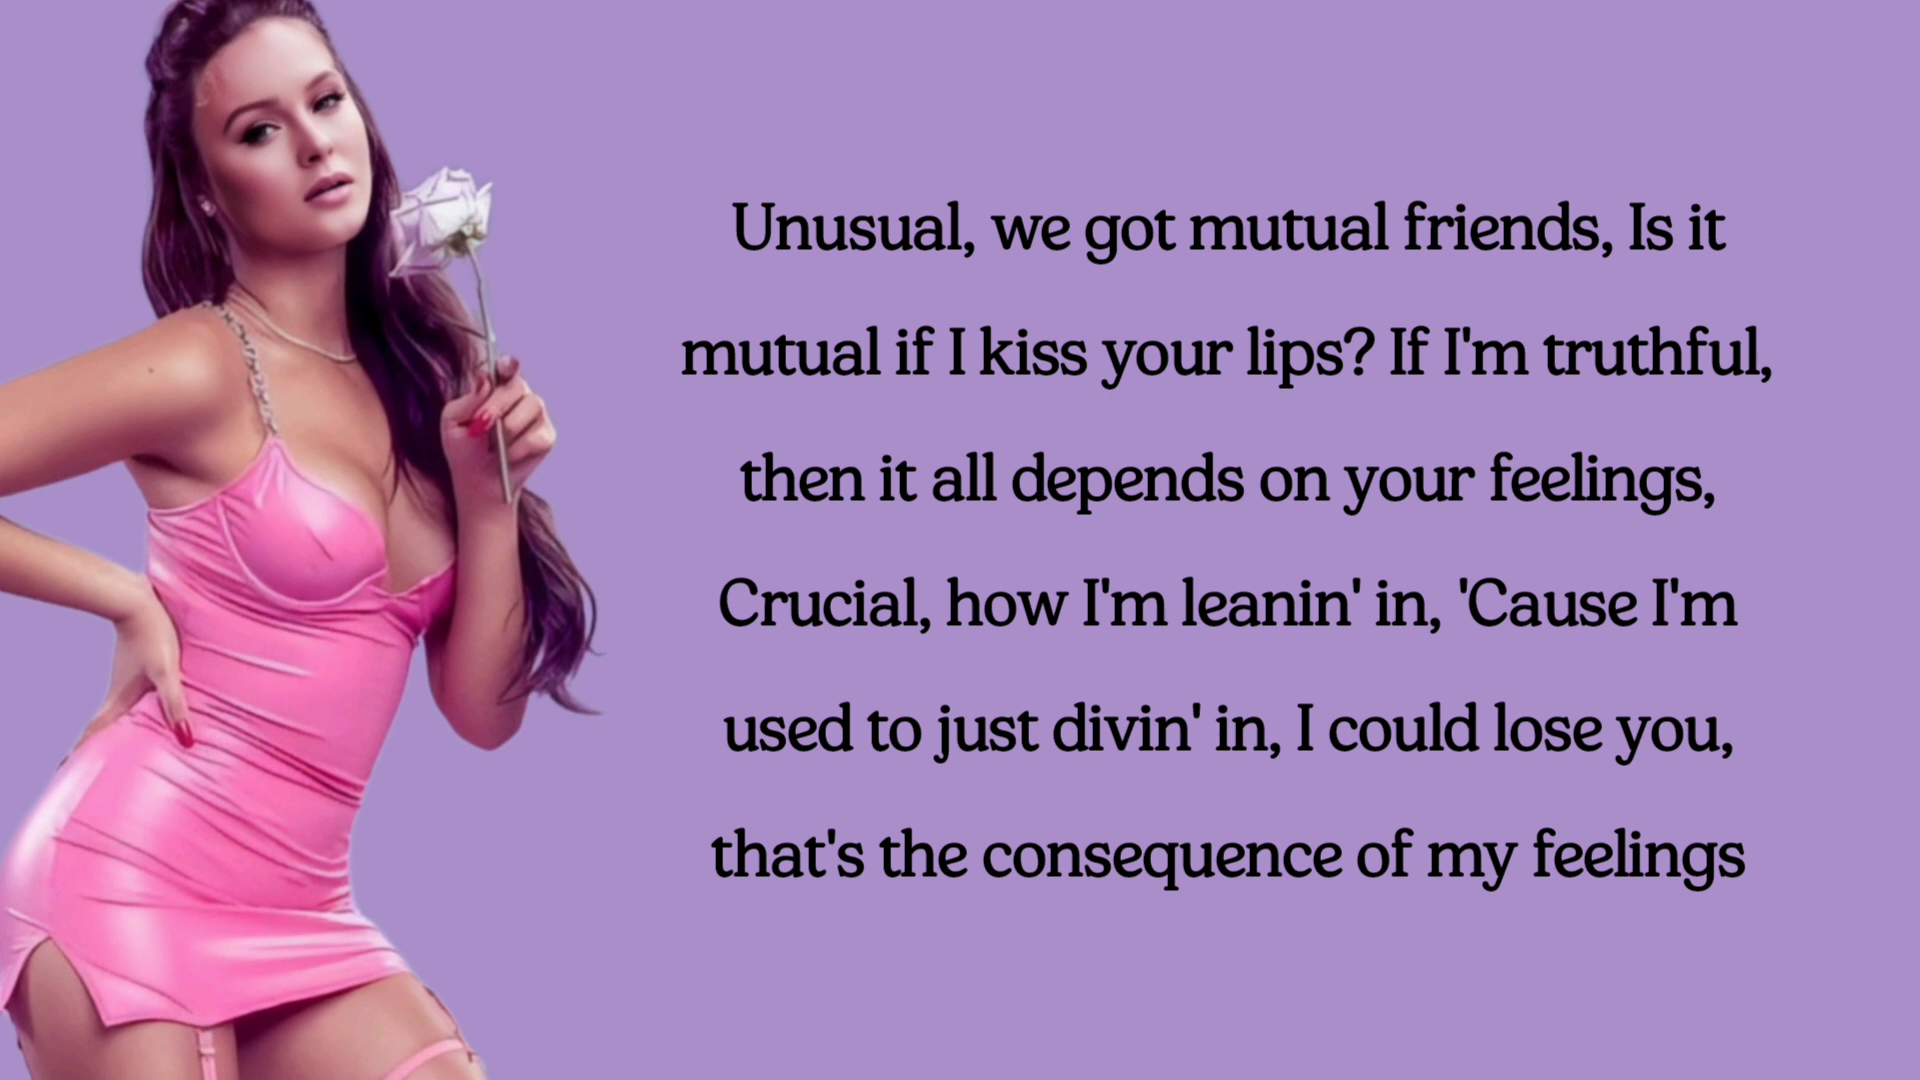 Unusual, we got mutual friends, Is it
mutual if I kiss your lips? If I'm truthful,
then it all depends on your feelings,
Crucial, how I'm leanin' in, 'Cause I'm
used to just divin' in, I could lose you,
that's the consequence of my feelings